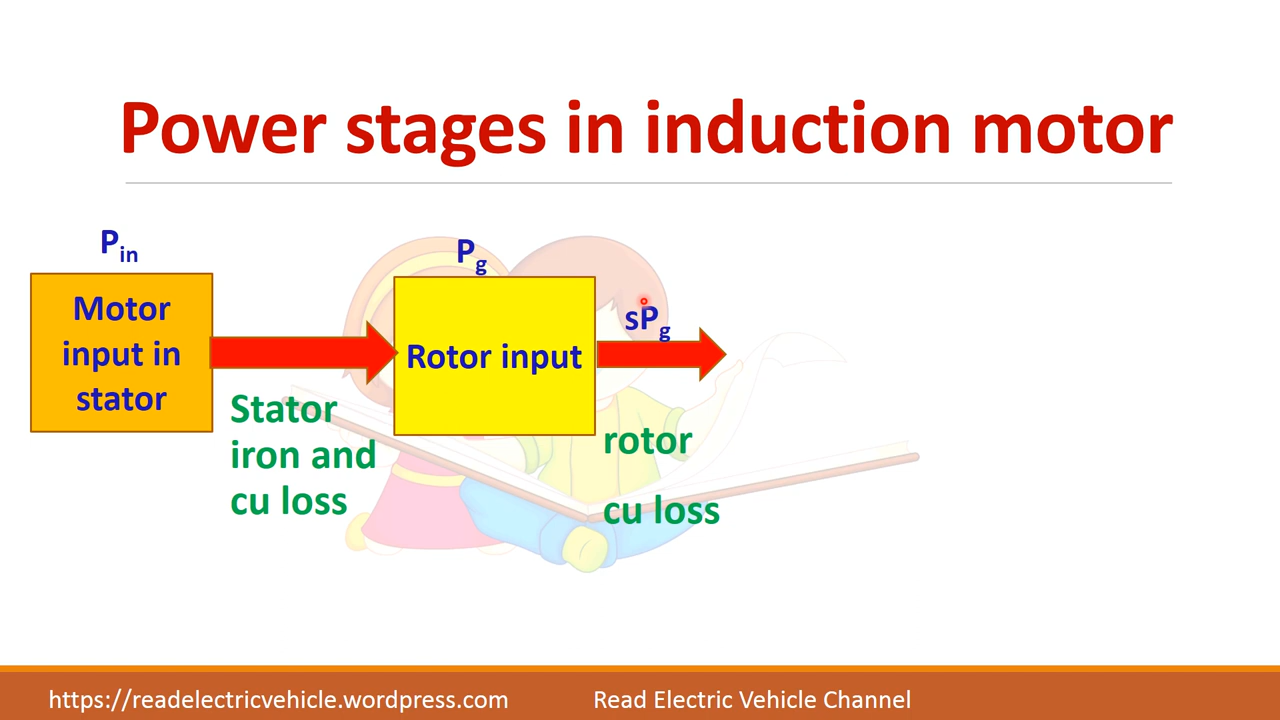 Power stages in induction motor
Pin
Motor
input in
stator
Stator
iron and
cu loss
Pg
Rotor input
sPg
rotor
cu loss
https://readelectricvehicle.wordpress.com
Read Electric Vehicle Channel